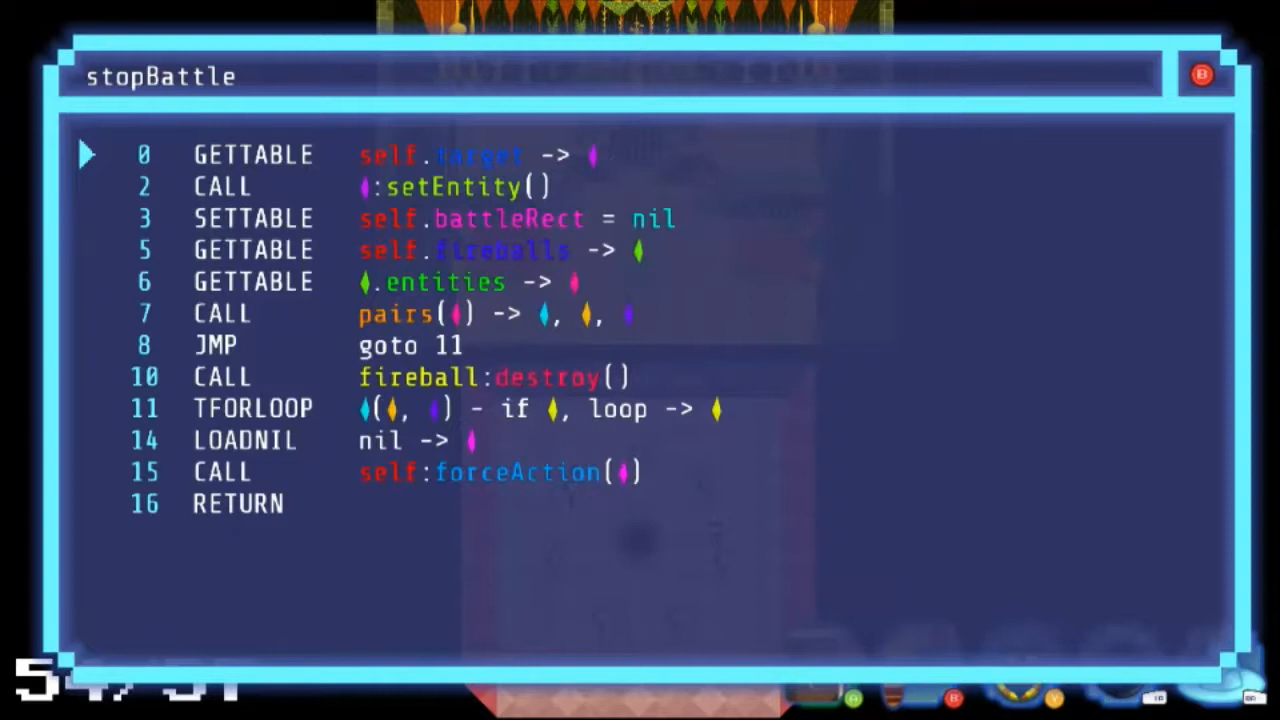 stopBattle
B
0 GETTABLE self.target -> ♦
2 CALL ♦:setEntity()
3 SETTABLE self.battleRect = nil
5 GETTABLE self.fireballs -> ♦
6 GETTABLE ♦.entities -> ♦
7 CALL pairs(♦) -> ♦, ♦, ♦
8 JMP goto 11
10 CALL fireball:destroy()
11 TFORLOOP ♦(♦, ♦) - if ♦, loop -> ♦
14 LOADNIL nil -> ♦
15 CALL self:forceAction(♦)
16 RETURN